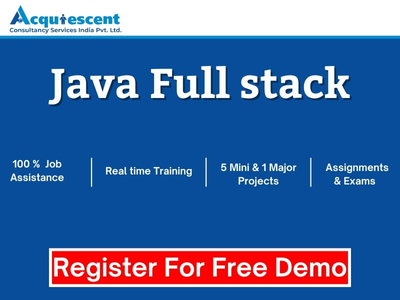 Acquiescent
Consultancy Services India Pvt. Ltd.
Java Full stack
100 % Job
Assistance
Real time Training
5 Mini & 1 Major
Projects
Assignments
& Exams
Register For Free Demo